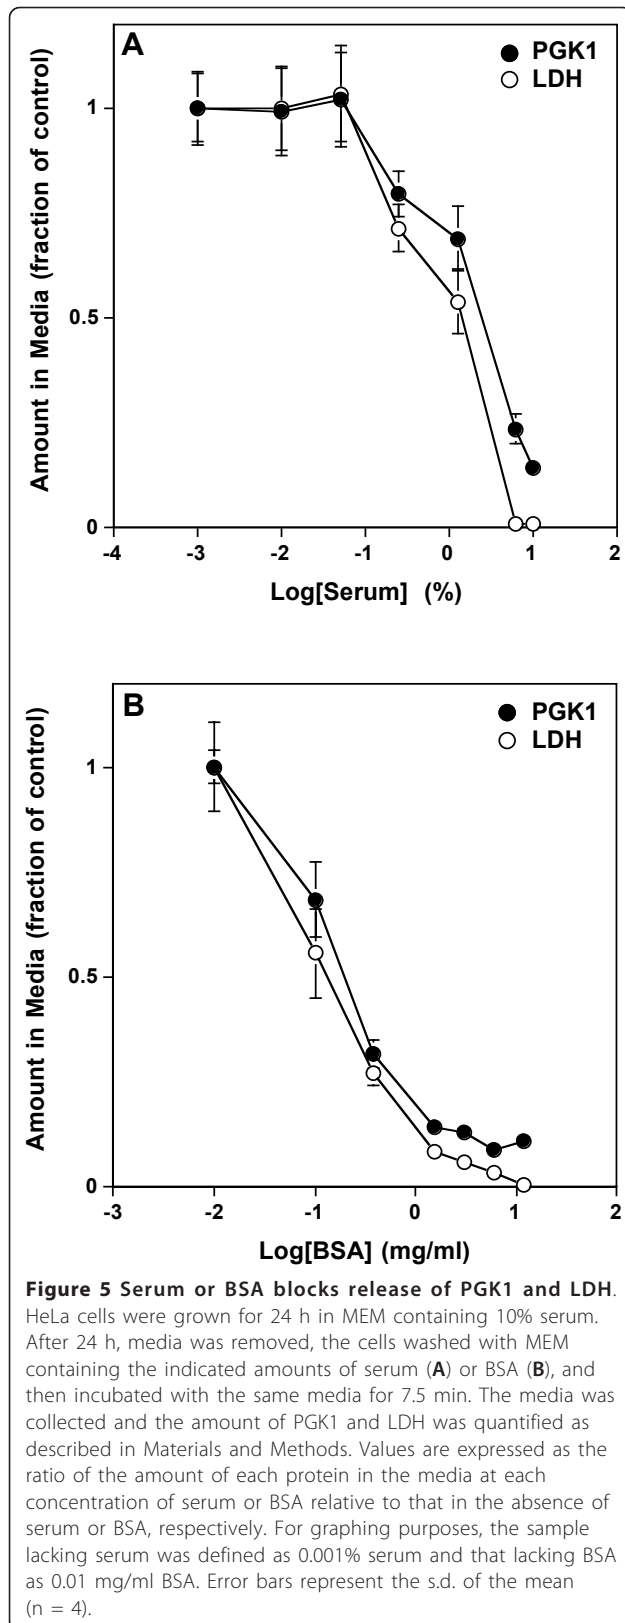 A
PGK1
LDH
Amount in Media (fraction of control)
1
0.5
0
-4
-3
-2
-1
0
1
2
Log[Serum] (%)
B
PGK1
LDH
Amount in Media (fraction of control)
1
0.5
0
-3
-2
-1
0
1
2
Log[BSA] (mg/ml)
Figure 5 Serum or BSA blocks release of PGK1 and LDH.
HeLa cells were grown for 24 h in MEM containing 10% serum.
After 24 h, media was removed, the cells washed with MEM
containing the indicated amounts of serum (A) or BSA (B), and
then incubated with the same media for 7.5 min. The media was
collected and the amount of PGK1 and LDH was quantified as
described in Materials and Methods. Values are expressed as the
ratio of the amount of each protein in the media at each
concentration of serum or BSA relative to that in the absence of
serum or BSA, respectively. For graphing purposes, the sample
lacking serum was defined as 0.001% serum and that lacking BSA
as 0.01 mg/ml BSA. Error bars represent the s.d. of the mean
(n = 4).